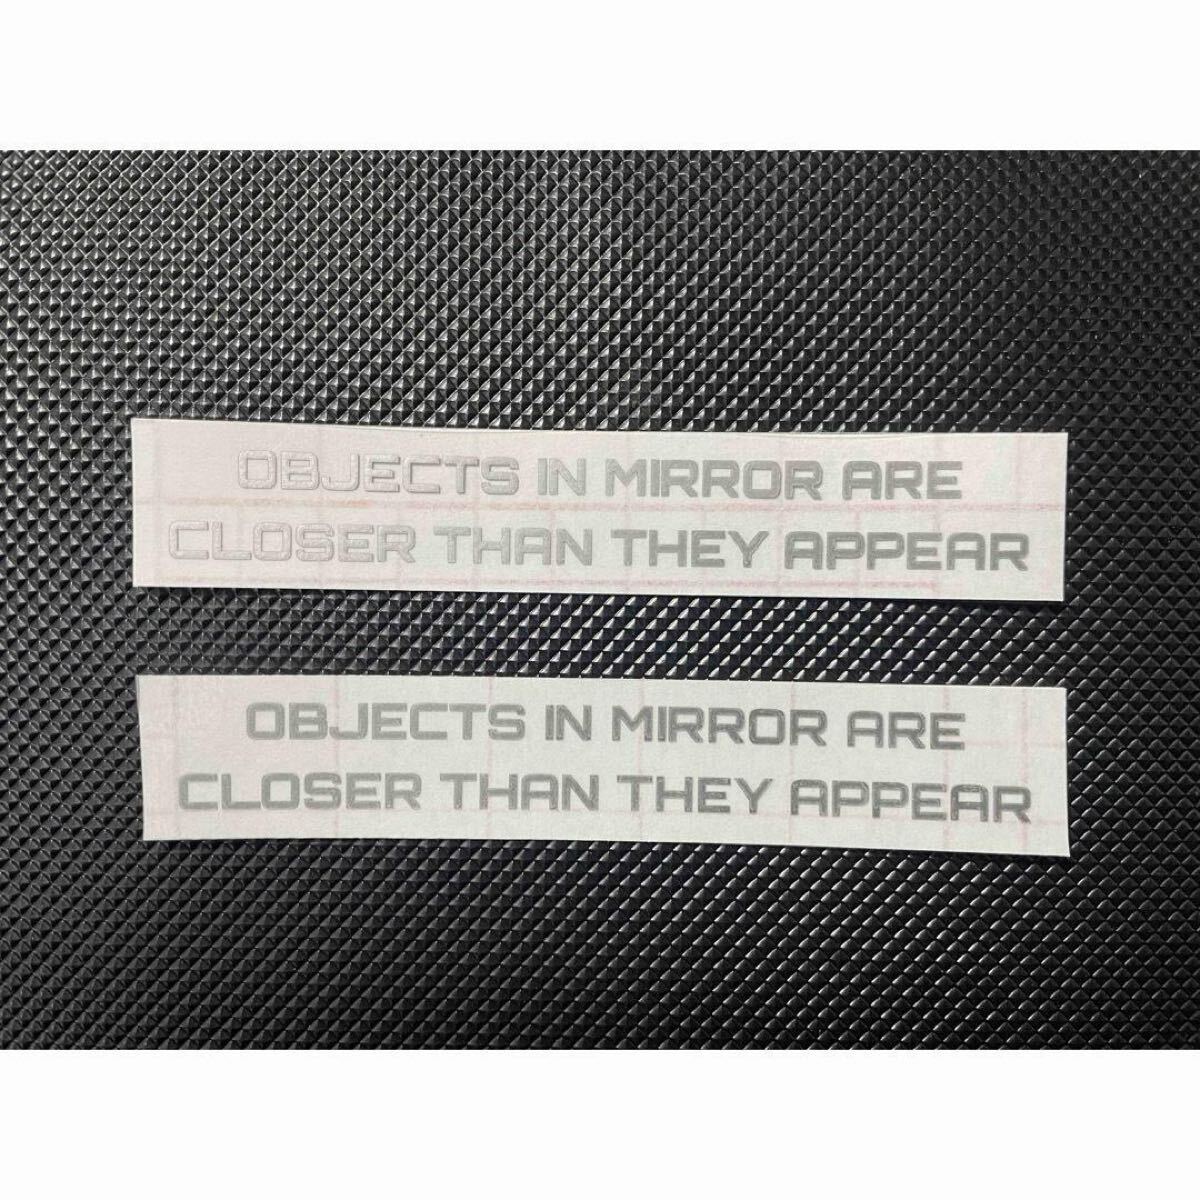 OBJECTS IN MIRROR ARE
CLOSER THAN THEY APPEAR
OBJECTS IN MIRROR ARE
CLOSER THAN THEY APPEAR